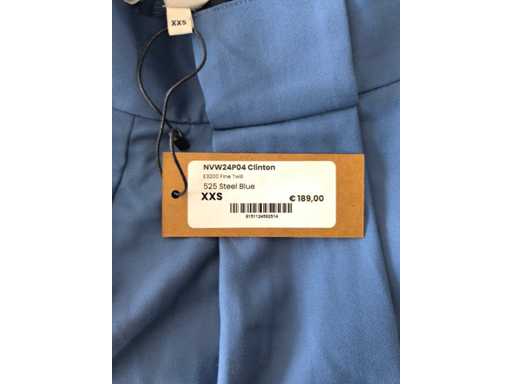 XXS
NVW24P04 Clinton
E3200 Fine Twill
525 Steel Blue
XXS
€ 189,00